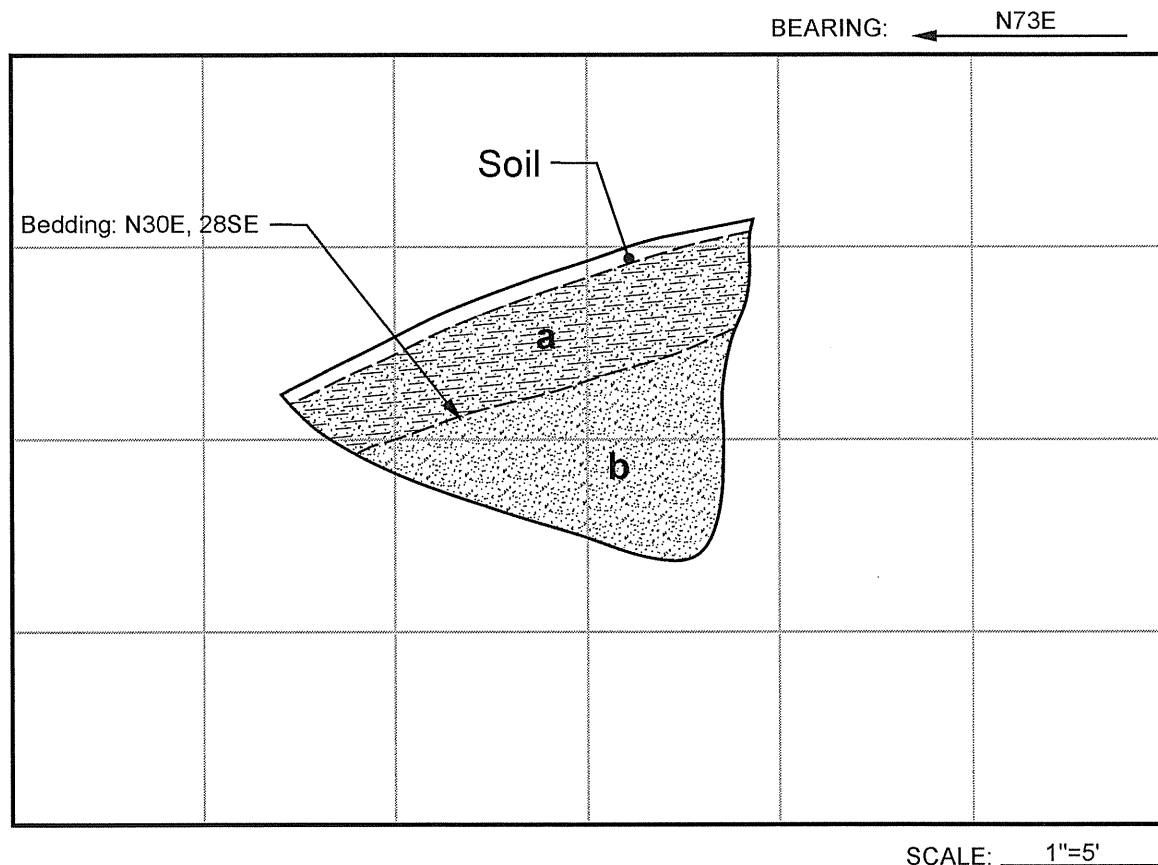 BEARING: N73E
Soil
Bedding: N30E, 28SE
a
b
SCALE: 1"=5'